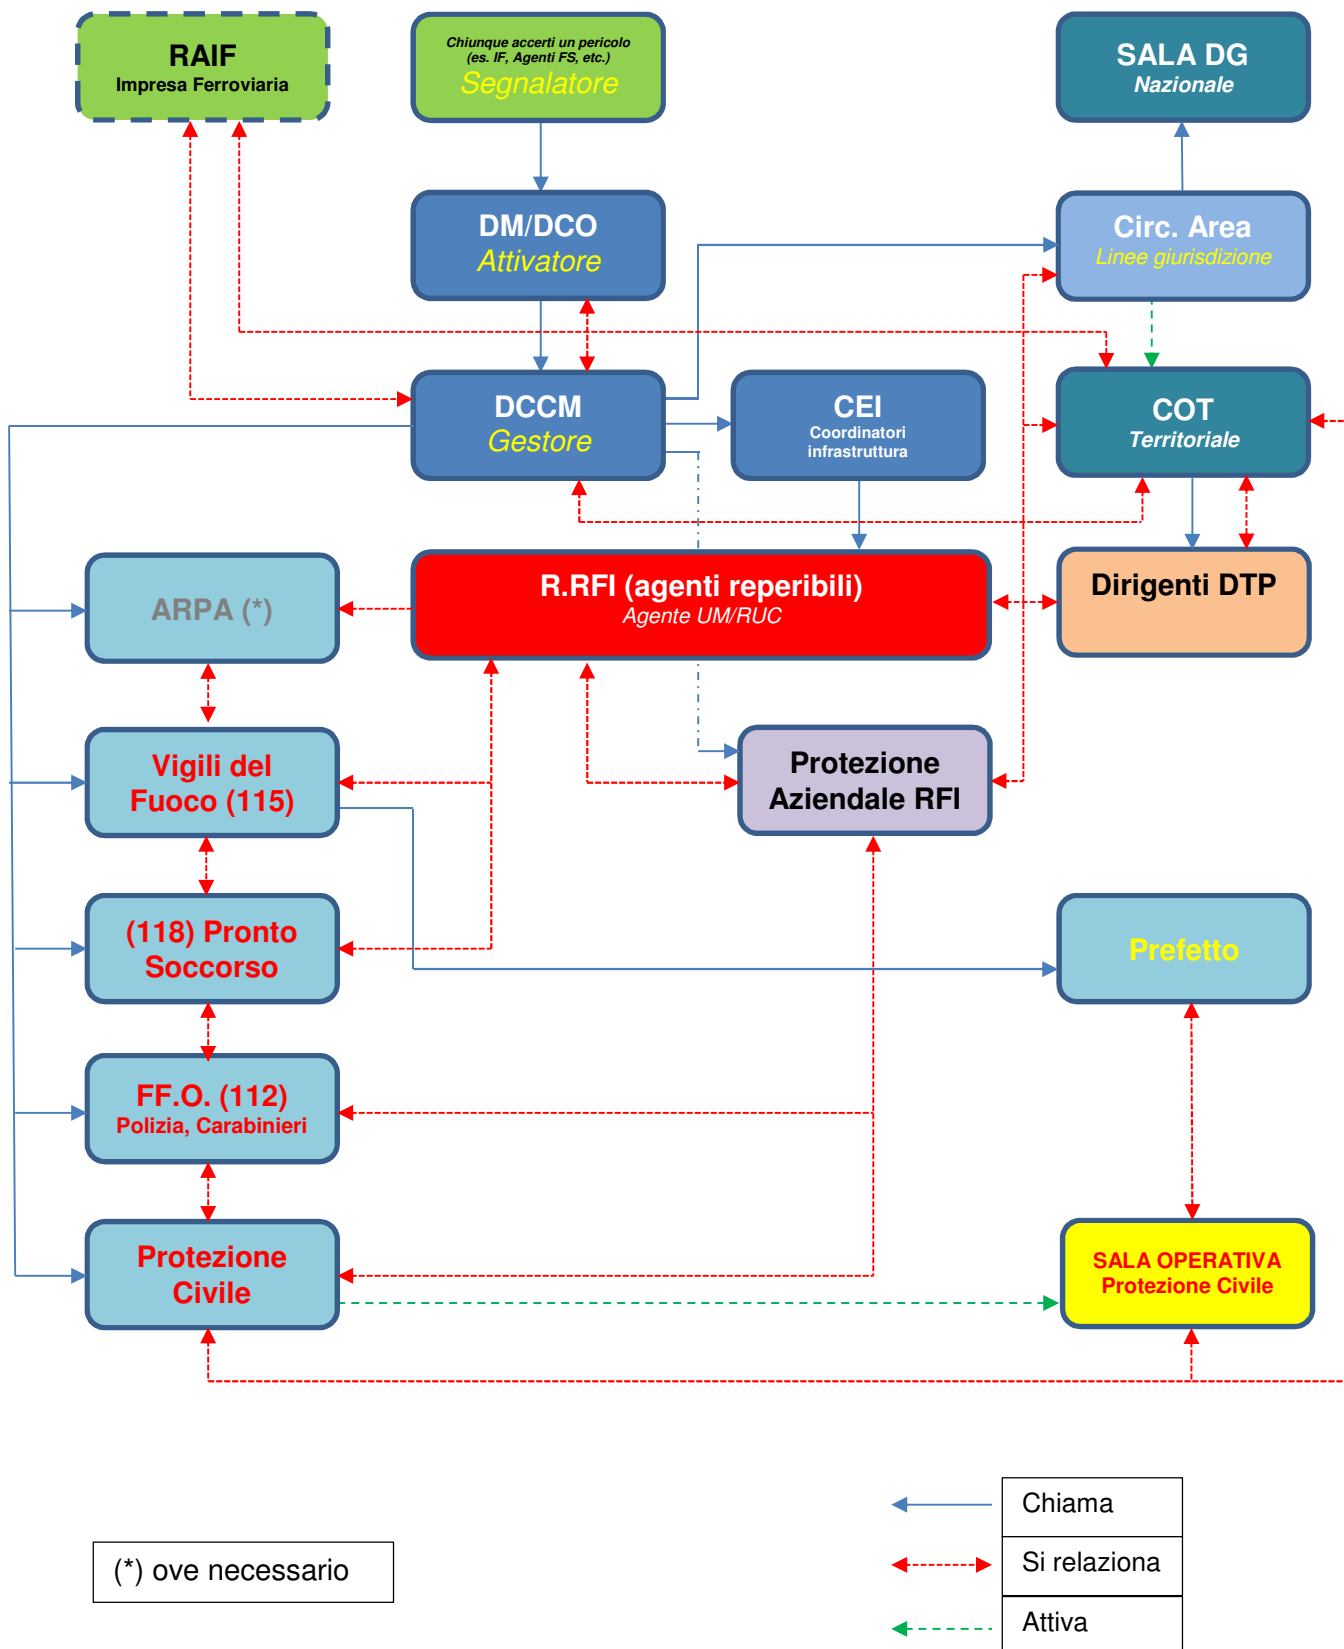 RAIF
Impresa Ferroviaria
Chiunque accerti un pericolo
(es. IF, Agenti FS, etc.)
Segnalatore
SALA DG
Nazionale
DM/DCO
Attivatore
Circ. Area
Linee giurisdizione
DCCM
Gestore
CEI
Coordinatori
infrastruttura
COT
Territoriale
ARPA (*)
R.RFI (agenti reperibili)
Agente UM/RUC
Dirigenti DTP
Vigili del
Fuoco (115)
Protezione
Aziendale RFI
(118) Pronto
Soccorso
Prefetto
FF.O. (112)
Polizia, Carabinieri
Protezione
Civile
SALA OPERATIVA
Protezione Civile
Chiama
(*) ove necessario
Si relaziona
Attiva